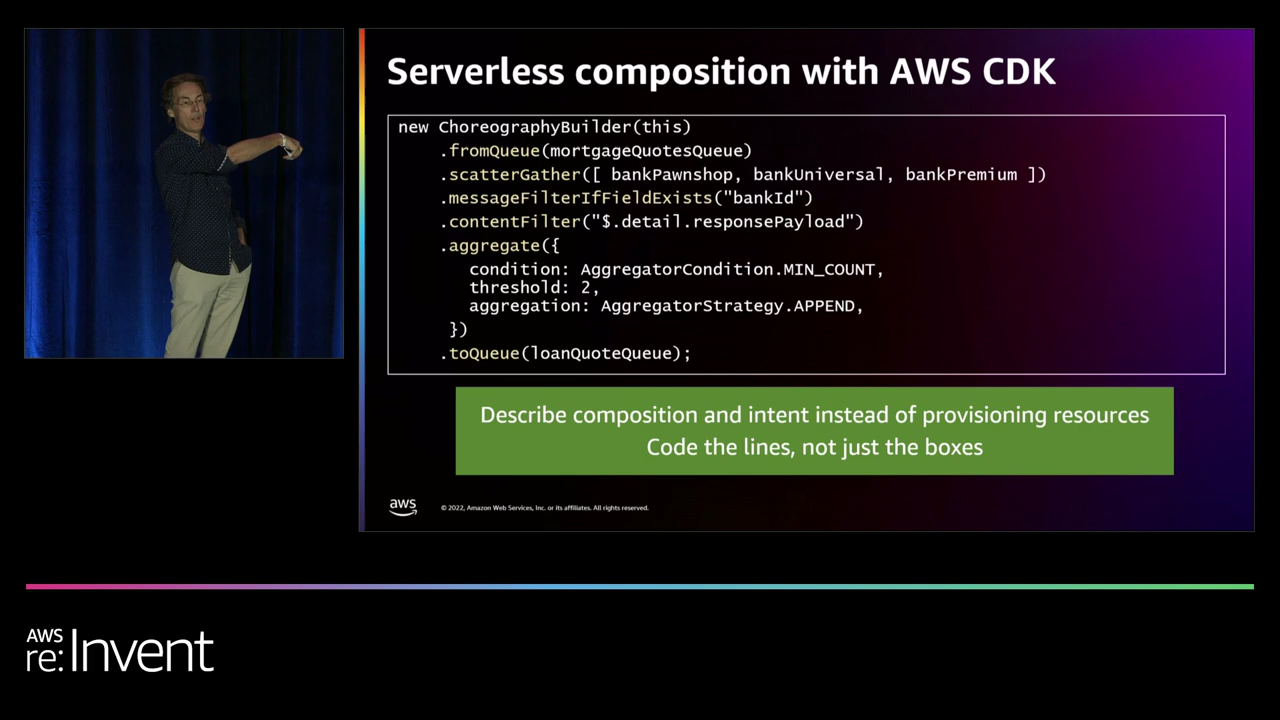 Serverless composition with AWS CDK
new ChoreographyBuilder(this)
.fromQueue(mortgageQuotesQueue)
.scatterGather([ bankPawnshop, bankUniversal, bankPremium ])
.messageFilterIfFieldExists("bankId")
.contentFilter("$.detail.responsePayload")
.aggregate({
condition: AggregatorCondition.MIN_COUNT,
threshold: 2,
aggregation: AggregatorStrategy.APPEND,
})
.toQueue(loanQuoteQueue);
Describe composition and intent instead of provisioning resources
Code the lines, not just the boxes
aws
© 2022, Amazon Web Services, Inc. or its affiliates. All rights reserved.
AWS
re:Invent